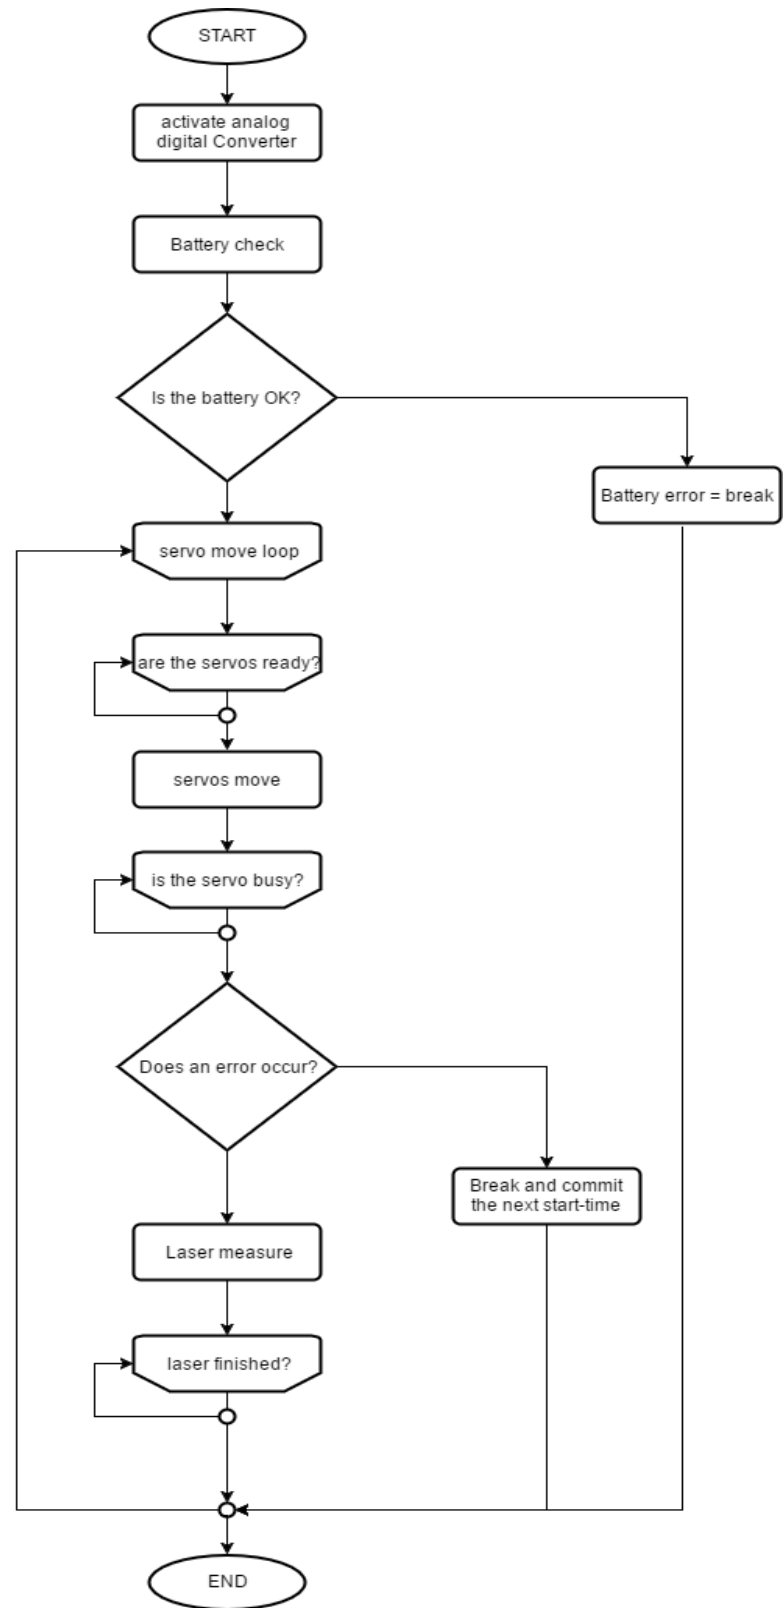 START
activate analog
digital Converter
Battery check
Is the battery OK?
Battery error = break
servo move loop
are the servos ready?
servos move
is the servo busy?
Does an error occur?
Break and commit
the next start-time
Laser measure
laser finished?
END